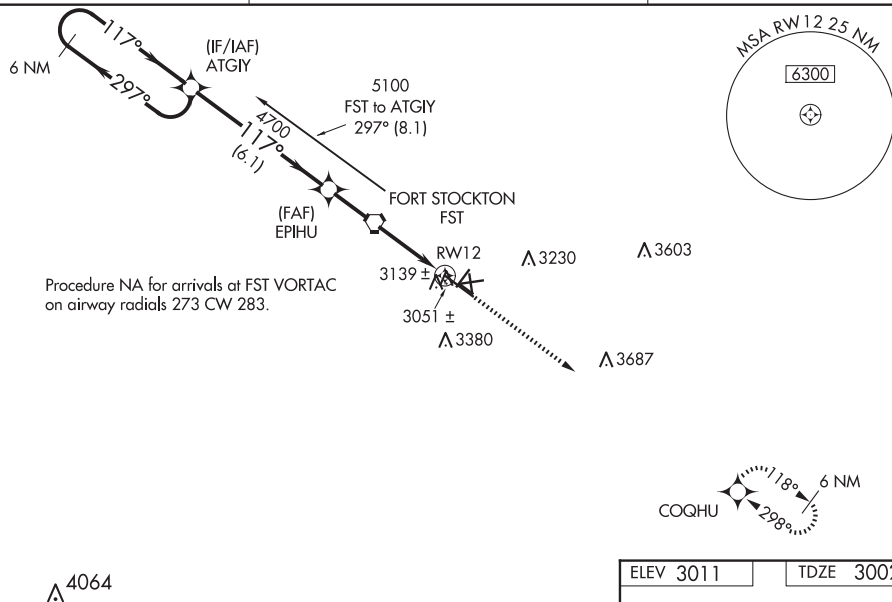 6 NM
117°
297°
(IF/IAF)
ATGIY
5100
FST to ATGIY
297° (8.1)
4700
117°
(6.1)
(FAF)
EPIHU
FORT STOCKTON
FST
RW12
3139 ±
3051 ±
3230
3603
3380
3687
MSA RW12 25 NM
6300
Procedure NA for arrivals at FST VORTAC
on airway radials 273 CW 283.
COQHU
118°
298°
6 NM
4064
ELEV 3011
TDZE 3002